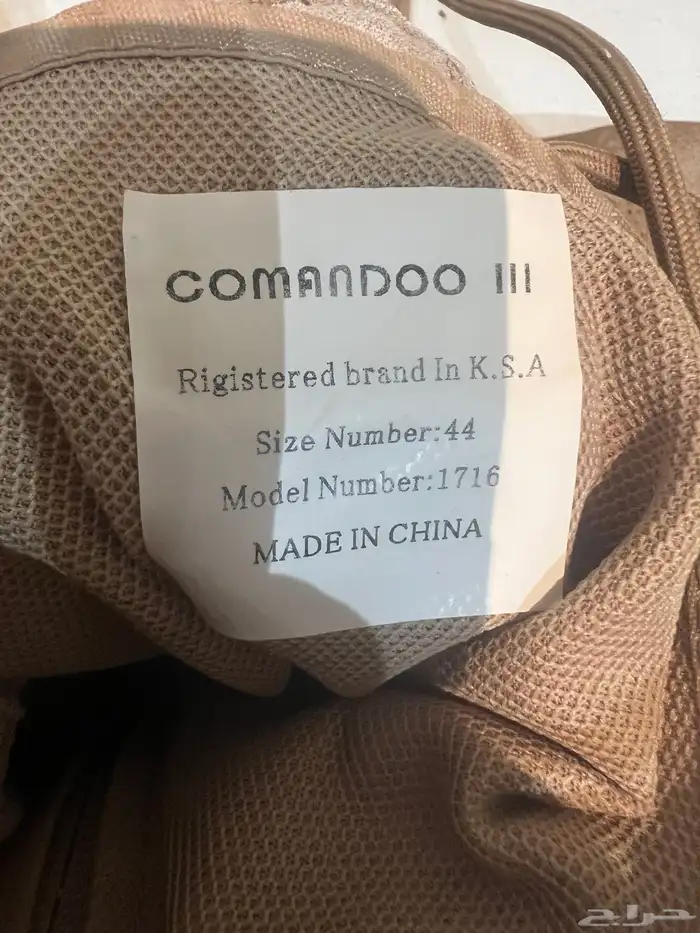 COMANDOO III
Rigistered brand In K.S.A
Size Number:44
Model Number:1716
MADE IN CHINA
حراج